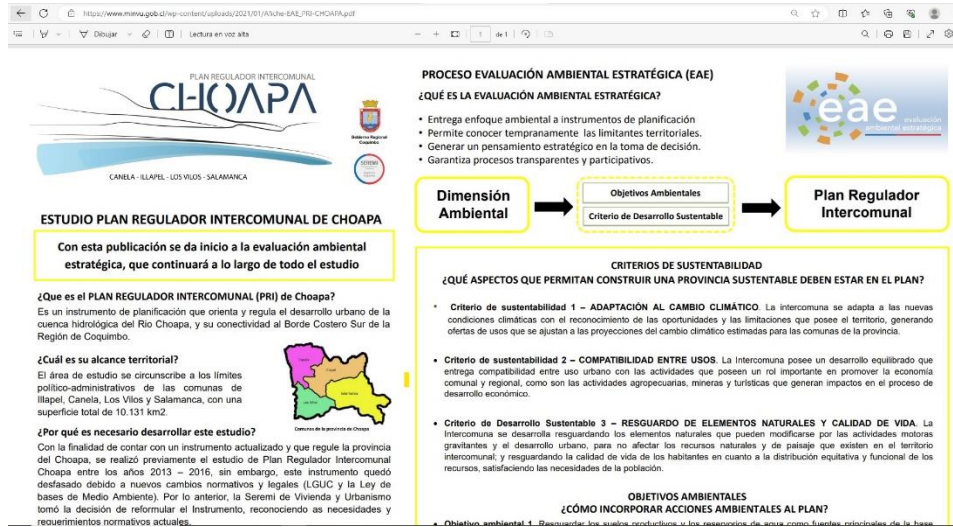 https://www.minvu.gob.cl/wp-content/uploads/2021/01/Afiche-EAE_PRI-CHOAPA.pdf
Dibujar
Lectura en voz alta
1
de 1
PLAN REGULADOR INTERCOMUNAL
CHOAPA
CANELA - ILLAPEL - LOS VILOS - SALAMANCA
Gobierno Regional
Coquimbo
SEREMI
ESTUDIO PLAN REGULADOR INTERCOMUNAL DE CHOAPA
Con esta publicación se da inicio a la evaluación ambiental
estratégica, que continuará a lo largo de todo el estudio
¿Que es el PLAN REGULADOR INTERCOMUNAL (PRI) de Choapa?
Es un instrumento de planificación que orienta y regula el desarrollo urbano de la
cuenca hidrológica del Rio Choapa, y su conectividad al Borde Costero Sur de la
Región de Coquimbo.
¿Cuál es su alcance territorial?
El área de estudio se circunscribe a los límites
político-administrativos de las comunas de
Illapel, Canela, Los Vilos y Salamanca, con una
superficie total de 10.131 km2.
Comunas de la provincia de Choapa
¿Por qué es necesario desarrollar este estudio?
Con la finalidad de contar con un instrumento actualizado y que regule la provincia
del Choapa, se realizó previamente el estudio de Plan Regulador Intercomunal
Choapa entre los años 2013 – 2016, sin embargo, este instrumento quedó
desfasado debido a nuevos cambios normativos y legales (LGUC y la Ley de
bases de Medio Ambiente). Por lo anterior, la Seremi de Vivienda y Urbanismo
tomó la decisión de reformular el Instrumento, reconociendo as necesidades y
requerimientos normativos actuales.
PROCESO EVALUACIÓN AMBIENTAL ESTRATÉGICA (EAE)
¿QUÉ ES LA EVALUACIÓN AMBIENTAL ESTRATÉGICA?
• Entrega enfoque ambiental a instrumentos de planificación
• Permite conocer tempranamente las limitantes territoriales.
• Generar un pensamiento estratégico en la toma de decisión.
• Garantiza procesos transparentes y participativos.
eae
evaluación
ambiental estratégica
Dimensión
Ambiental
Objetivos Ambientales
Criterio de Desarrollo Sustentable
Plan Regulador
Intercomunal
CRITERIOS DE SUSTENTABILIDAD
¿QUÉ ASPECTOS QUE PERMITAN CONSTRUIR UNA PROVINCIA SUSTENTABLE DEBEN ESTAR EN EL PLAN?
• Criterio de sustentabilidad 1 – ADAPTACIÓN AL CAMBIO CLIMÁTICO. La intercomuna se adapta a las nuevas
condiciones climáticas con el reconocimiento de las oportunidades y las limitaciones que posee el territorio, generando
ofertas de usos que se ajustan a las proyecciones del cambio climático estimadas para las comunas de la provincia.
• Criterio de sustentabilidad 2 – COMPATIBILIDAD ENTRE USOS. La Intercomuna posee un desarrollo equilibrado que
entrega compatibilidad entre uso urbano con las actividades que poseen un rol importante en promover la economía
comunal y regional, como son las actividades agropecuarias, mineras y turísticas que generan impactos en el proceso de
desarrollo económico.
• Criterio de Desarrollo Sustentable 3 – RESGUARDO DE ELEMENTOS NATURALES Y CALIDAD DE VIDA. La
Intercomuna se desarrolla resguardando los elementos naturales que pueden modificarse por las actividades motoras
gravitantes y el desarrollo urbano, para no afectar los recursos naturales y de paisaje que existen en el territorio
intercomunal; y resguardando la calidad de vida de los habitantes en cuanto a la distribución equitativa y funcional de los
recursos, satisfaciendo las necesidades de la población.
OBJETIVOS AMBIENTALES
¿CÓMO INCORPORAR ACCIONES AMBIENTALES AL PLAN?
• Objetivo ambiental 1. Resguardar los suelos productivos y los reservorios de agua como fuentes principales de la base